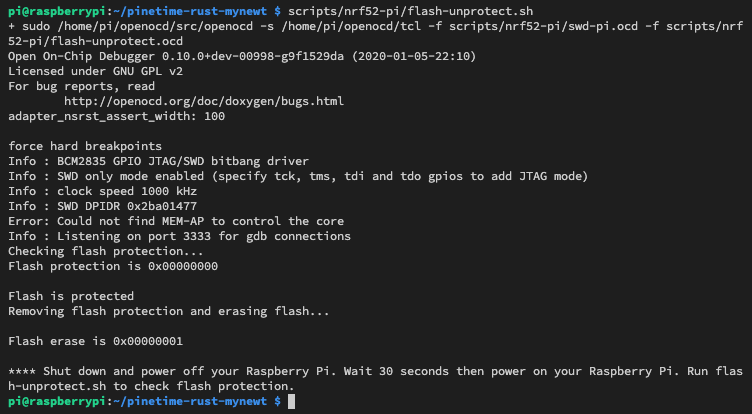 pi@raspberrypi:~/pinetime-rust-mynewt $ scripts/nrf52-pi/flash-unprotect.sh
+ sudo /home/pi/openocd/src/openocd -s /home/pi/openocd/tcl -f scripts/nrf52-pi/swd-pi.ocd -f scripts/nrf
52-pi/flash-unprotect.ocd
Open On-Chip Debugger 0.10.0+dev-00998-g9f1529da (2020-01-05-22:10)
Licensed under GNU GPL v2
For bug reports, read
        http://openocd.org/doc/doxygen/bugs.html
adapter_nsrst_assert_width: 100

force hard breakpoints
Info : BCM2835 GPIO JTAG/SWD bitbang driver
Info : SWD only mode enabled (specify tck, tms, tdi and tdo gpios to add JTAG mode)
Info : clock speed 1000 kHz
Info : SWD DPIDR 0x2ba01477
Error: Could not find MEM-AP to control the core
Info : Listening on port 3333 for gdb connections
Checking flash protection...
Flash protection is 0x00000000

Flash is protected
Removing flash protection and erasing flash...

Flash erase is 0x00000001

**** Shut down and power off your Raspberry Pi. Wait 30 seconds then power on your Raspberry Pi. Run flas
h-unprotect.sh to check flash protection.
pi@raspberrypi:~/pinetime-rust-mynewt $